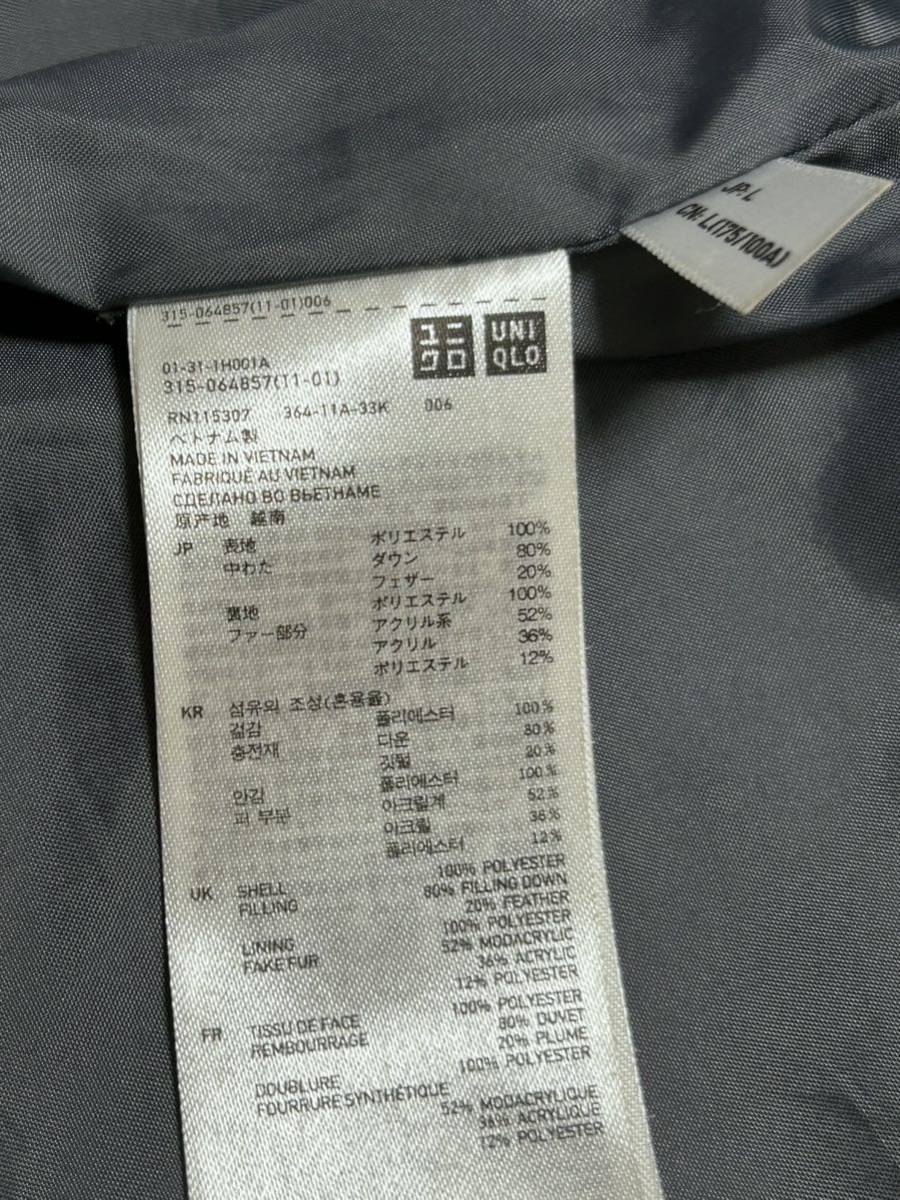 JP: L
CN: L(175/100A)
315-064857(11-01)006
ユニ
クロ
UNI
QLO
01-31-1H001A
315-064857(11-01)
RN115307 364-11A-33K 006
ベトナム製
MADE IN VIETNAM
FABRIQUÉ AU VIETNAM
СДЕЛАНО ВО ВЬЕТНАМЕ
原产地 越南
JP 表地 ポリエステル 100%
中わた ダウン 80%
フェザー 20%
裏地 ポリエステル 100%
ファー部分 アクリル系 52%
アクリル 36%
ポリエステル 12%
KR 섬유의 조성(혼용율)
겉감 폴리에스터 100%
충전재 다운 80%
깃털 20%
안감 폴리에스터 100%
퍼 부분 아크릴계 52%
아크릴 36%
폴리에스터 12%
UK SHELL 100% POLYESTER
FILLING 80% FILLING DOWN
20% FEATHER
LINING 100% POLYESTER
FAKE FUR 52% MODACRYLIC
36% ACRYLIC
12% POLYESTER
FR TISSU DE FACE 100% POLYESTER
REMBOURRAGE 80% DUVET
20% PLUME
DOUBLURE 100% POLYESTER
FOURRURE SYNTHÉTIQUE 52% MODACRYLIQUE
36% ACRYLIQUE
12% POLYESTER